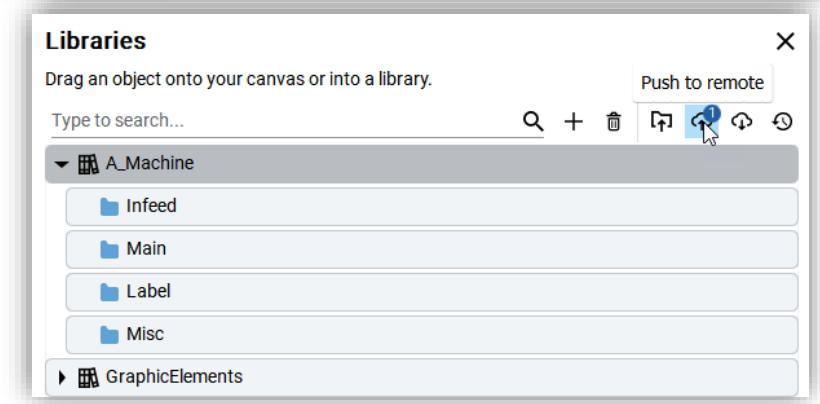 Libraries
Drag an object onto your canvas or into a library.
Push to remote
Type to search...
1
A_Machine
Infeed
Main
Label
Misc
GraphicElements